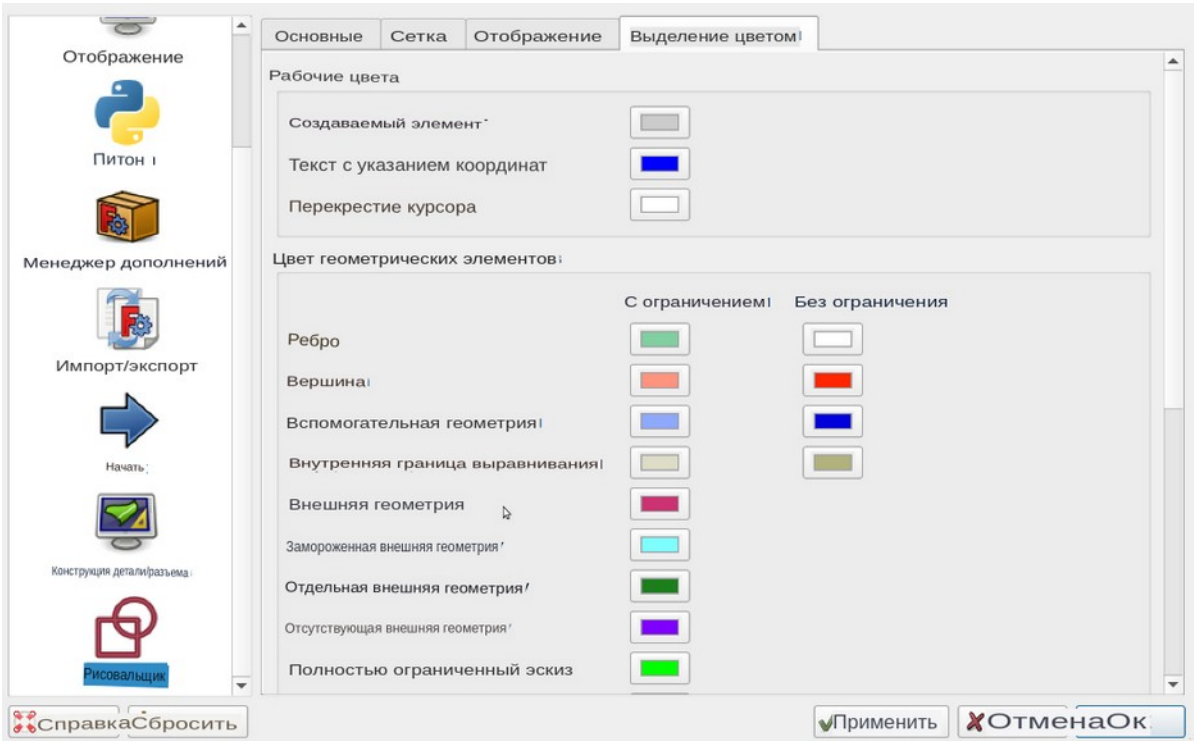 Отображение
Питон
Менеджер дополнений
Импорт/экспорт
Начать
Конструкция детали/разъема
Рисовальщик
Основные
Сетка
Отображение
Выделение цветом
Рабочие цвета
Создаваемый элемент
Текст с указанием координат
Перекрестие курсора
Цвет геометрических элементов
С ограничением Без ограничения
Ребро
Вершина
Вспомогательная геометрия
Внутренняя граница выравнивания
Внешняя геометрия
Замороженная внешняя геометрия
Отдельная внешняя геометрия
Отсутствующая внешняя геометрия
Полностью ограниченный эскиз
Справка
Сбросить
Применить
Отмена
Ок